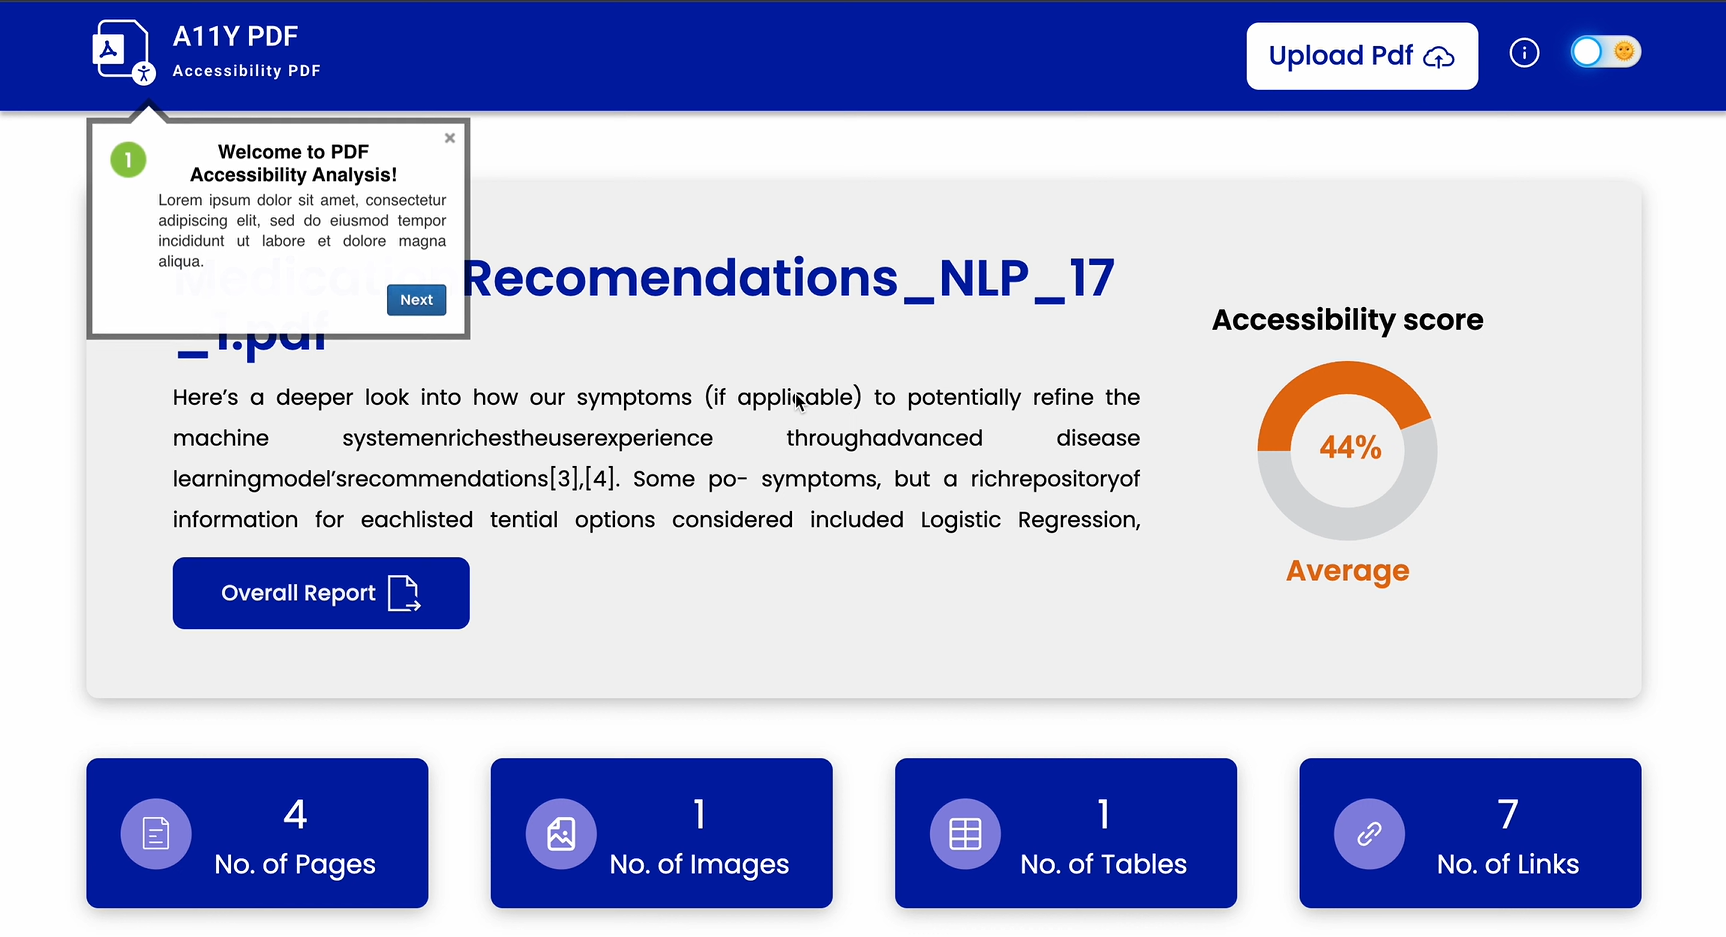 A11Y PDF
Accessibility PDF
Upload Pdf
1
Welcome to PDF
Accessibility Analysis!
Lorem ipsum dolor sit amet, consectetur
adipiscing elit, sed do eiusmod tempor
incididunt ut labore et dolore magna
aliqua.
Next
Recomendations_NLP_17
_1.pdf
Here's a deeper look into how our symptoms (if applicable) to potentially refine the
machine systemenrichestheuserexperience throughadvanced disease
learningmodel'srecommendations[3],[4]. Some po- symptoms, but a richrepositoryof
information for eachlisted tential options considered included Logistic Regression,
Overall Report
Accessibility score
44%
Average
4
No. of Pages
1
No. of Images
1
No. of Tables
7
No. of Links